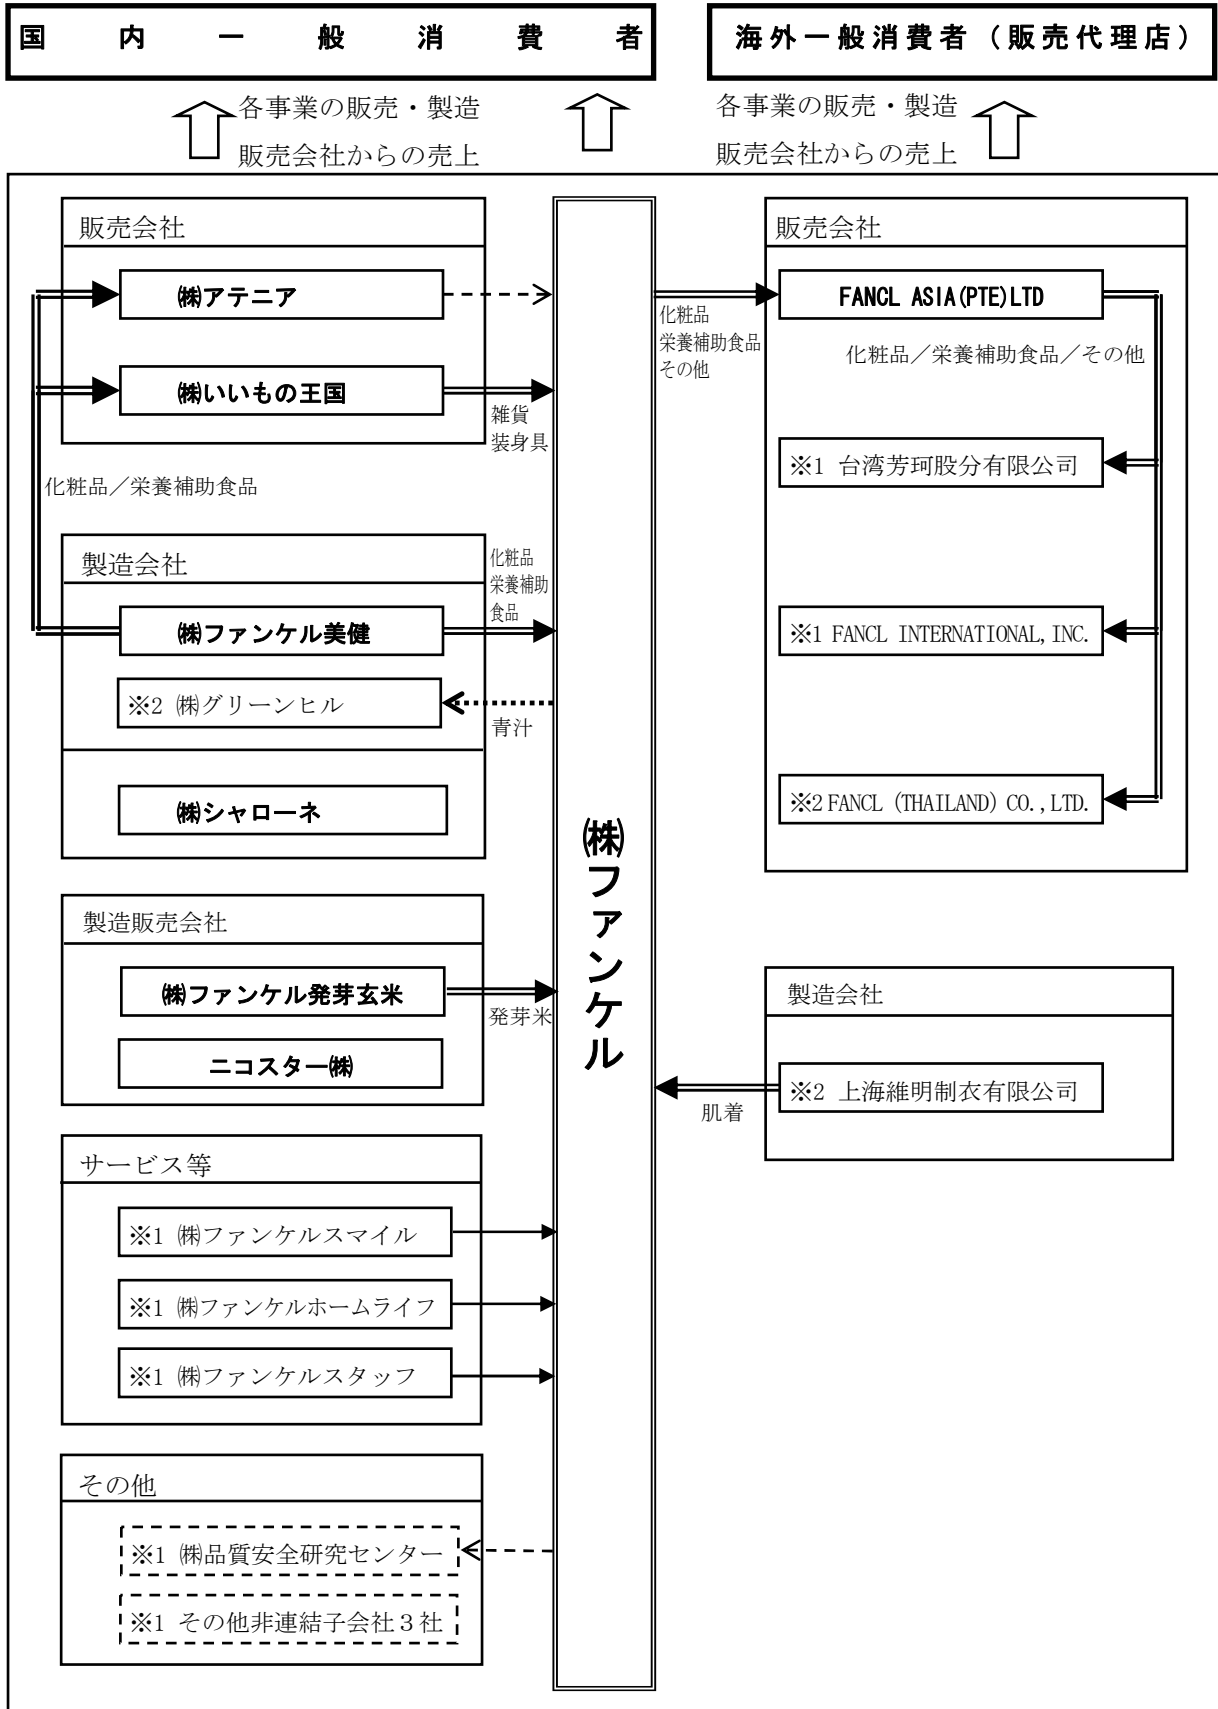 国内一般消費者
海外一般消費者（販売代理店）
各事業の販売・製造
販売会社からの売上
各事業の販売・製造
販売会社からの売上
販売会社
㈱アテニア
㈱いいもの王国
雑貨
装身具
化粧品／栄養補助食品
製造会社
化粧品
栄養補助
食品
㈱ファンケル美健
※2 ㈱グリーンヒル
青汁
㈱シャローネ
製造販売会社
㈱ファンケル発芽玄米
発芽米
ニコスター㈱
サービス等
※1 ㈱ファンケルスマイル
※1 ㈱ファンケルホームライフ
※1 ㈱ファンケルスタッフ
その他
※1 ㈱品質安全研究センター
※1 その他非連結子会社３社
㈱ファンケル
化粧品
栄養補助食品
その他
販売会社
FANCL ASIA(PTE)LTD
化粧品／栄養補助食品／その他
※1 台湾芳珂股分有限公司
※1 FANCL INTERNATIONAL,INC.
※2 FANCL (THAILAND) CO.,LTD.
製造会社
※2 上海維明制衣有限公司
肌着